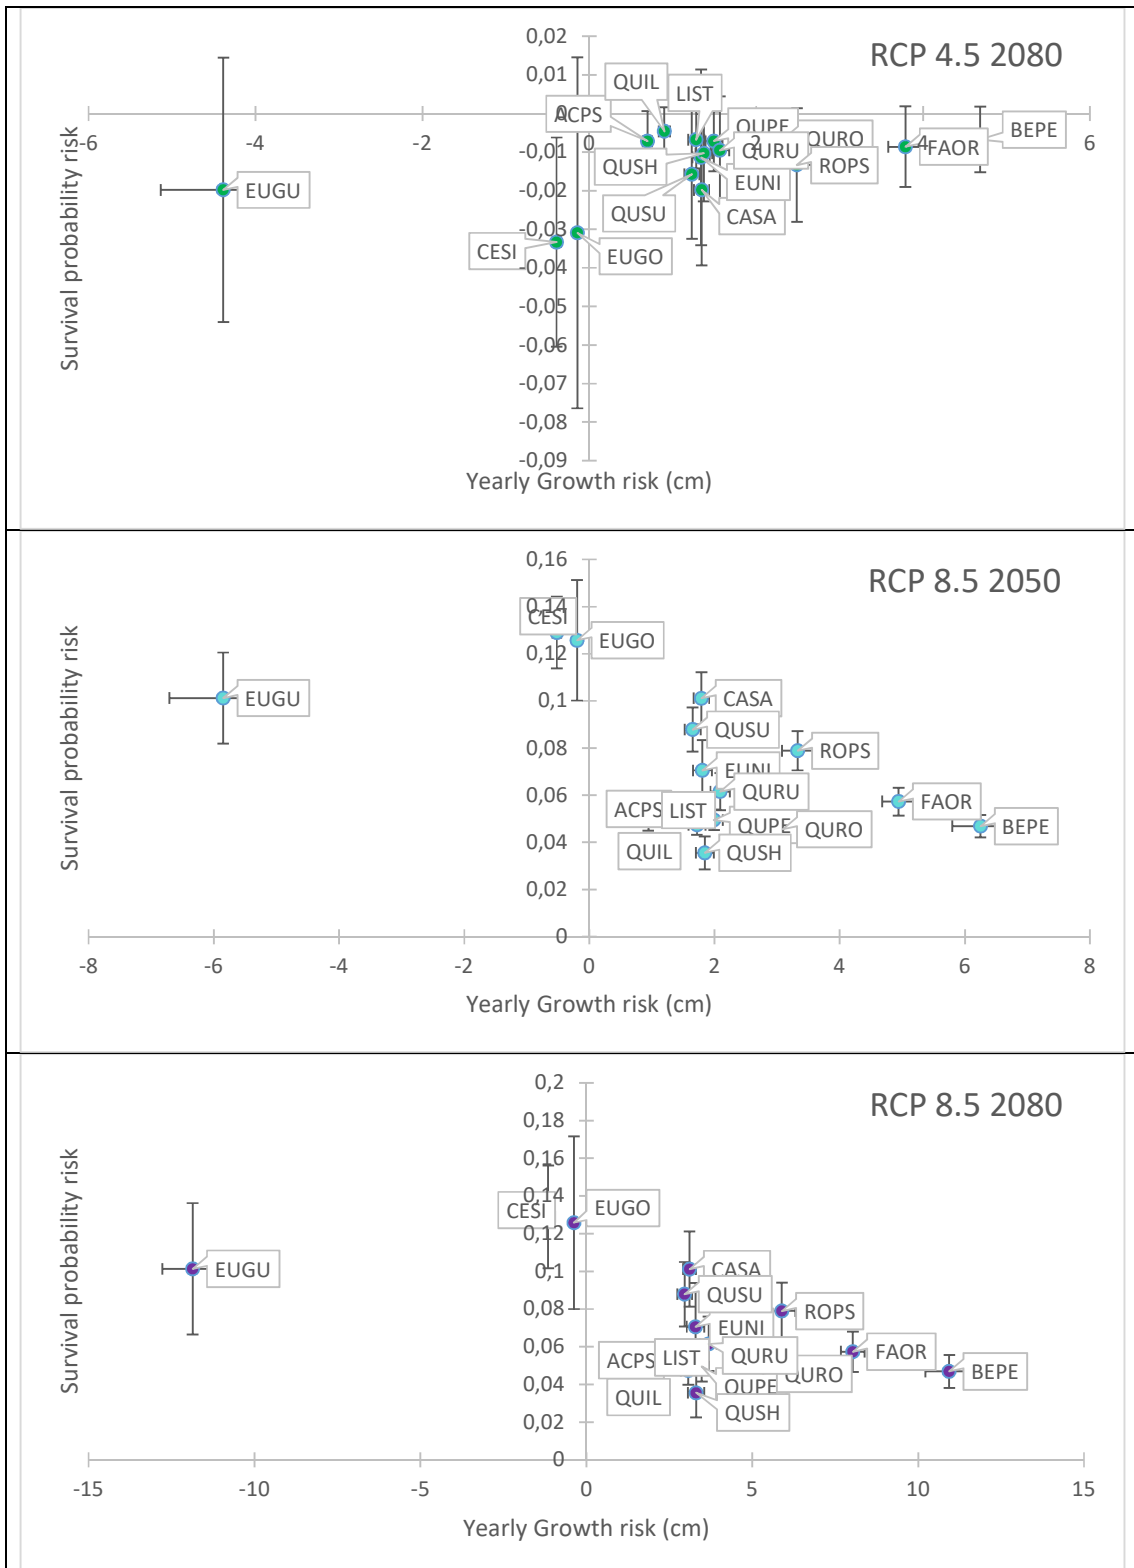 RCP 4.5 2080
0,02
0,01
0
-0,01
-0,02
-0,03
-0,04
-0,05
-0,06
-0,07
-0,08
-0,09
-6
-4
-2
2
4
6
QUIL
LIST
ACPS
QUPE
QURO
BEPE
FAOR
QURU
ROPS
QUSH
EUNI
QUSU
CASA
EUGU
CESI
EUGO
Survival probability risk
Yearly Growth risk (cm)
RCP 8.5 2050
0,16
0,14
0,12
0,1
0,08
0,06
0,04
0,02
0
CESI
EUGO
EUGU
CASA
QUSU
ROPS
EUNI
QURU
FAOR
ACPS
LIST
QUPE
QURO
BEPE
QUIL
QUSH
-8
-6
-4
-2
0
2
4
6
8
Survival probability risk
Yearly Growth risk (cm)
RCP 8.5 2080
0,2
0,18
0,16
0,14
0,12
0,1
0,08
0,06
0,04
0,02
0
CESI
EUGO
EUGU
CASA
QUSU
ROPS
EUNI
QURU
FAOR
ACPS
LIST
QUPE
QURO
BEPE
QUIL
QUSH
-15
-10
-5
0
5
10
15
Survival probability risk
Yearly Growth risk (cm)